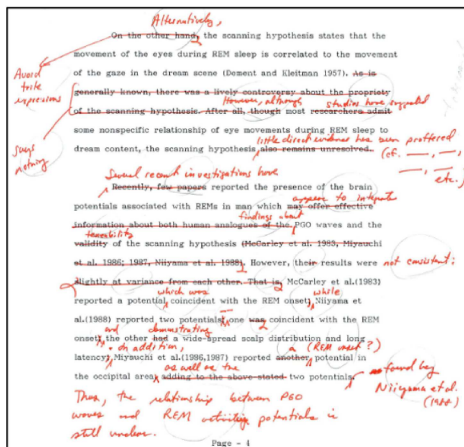 Alternatively,
On the other hand, the scanning hypothesis states that the
movement of the eyes during REM sleep is correlated to the movement
Avoid
trite
expressions
of the gaze in the dream scene (Dement and Kleitman 1957). As is
generally known, there was a lively controversy about the propriety
However, although studies have suggested
of the scanning hypothesis. After all, though most researchers admit
says
nothing
some nonspecific relationship of eye movements during REM sleep to
little direct evidence has been proffered
dream content, the scanning hypothesis also remains unresolved.
(cf. __, __,
__, __,
etc.)
Several recent investigations have
Recently, few papers reported the presence of the brain
appear to integrate
potentials associated with REMs in man which may offer effective
findings about
information about both human analogues of the PGO waves and the
feasibility
validity of the scanning hypothesis (McCarley et al. 1983, Miyauchi
et al. 1986; 1987, Niiyama et al. 1988). However, their results were not consistent:
slightly at variance from each other. That is, McCarley et al.(1983)
which was while
reported a potential coincident with the REM onset, Niiyama et
al.(1988) reported two potentials, one was coincident with the REM
and demonstrating
onset, the other had a wide-spread scalp distribution and long
In addition, a (REM onset?)
latency. Miyauchi et al.(1986,1987) reported another potential in
as well as the
the occipital area adding to the above stated two potentials
found by
Niiyama et al.
(1988).
Thus, the relationship between PGO
waves and REM activity potentials is
still unclear.
Page - 4